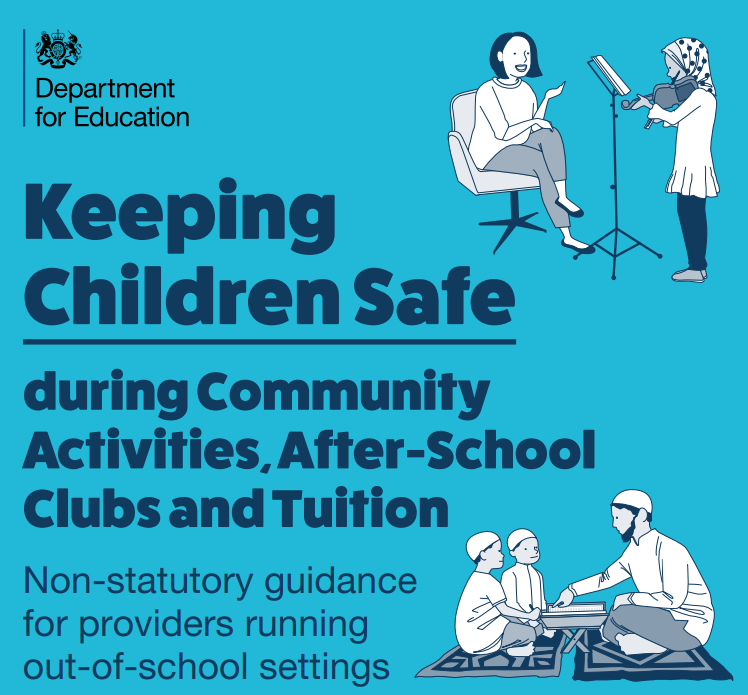 Department
for Education
Keeping
Children Safe
during Community
Activities, After-School
Clubs and Tuition
Non-statutory guidance
for providers running
out-of-school settings